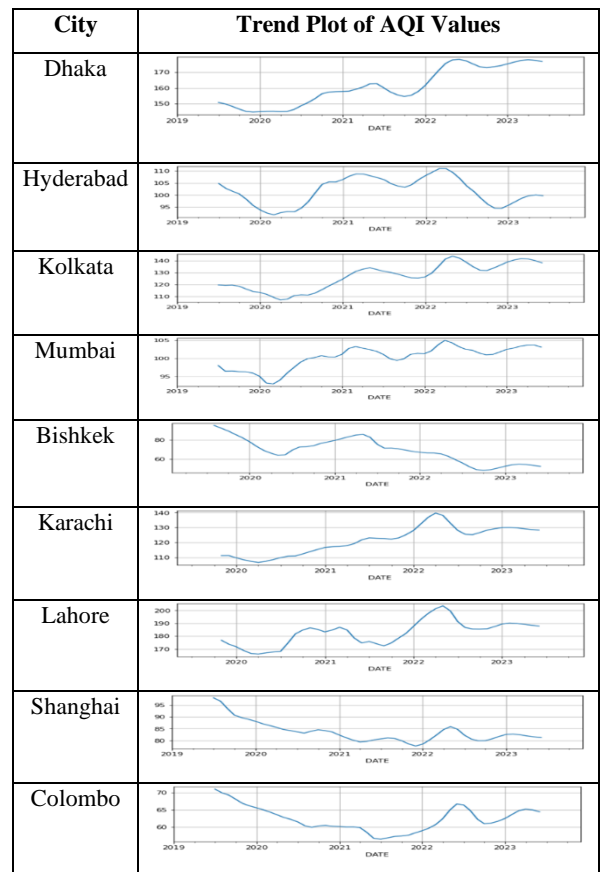 City Trend Plot of AQI Values
Dhaka
170
160
150
2019 2020 2021 2022 2023
DATE
Hyderabad
110
105
100
95
2019 2020 2021 2022 2023
DATE
Kolkata
140
130
120
110
2019 2020 2021 2022 2023
DATE
Mumbai
105
100
95
2019 2020 2021 2022 2023
DATE
Bishkek
80
60
2020 2021 2022 2023
DATE
Karachi
140
130
120
110
2020 2021 2022 2023
DATE
Lahore
200
190
180
170
2020 2021 2022 2023
DATE
Shanghai
95
90
85
80
2019 2020 2021 2022 2023
DATE
Colombo
70
65
60
2019 2020 2021 2022 2023
DATE